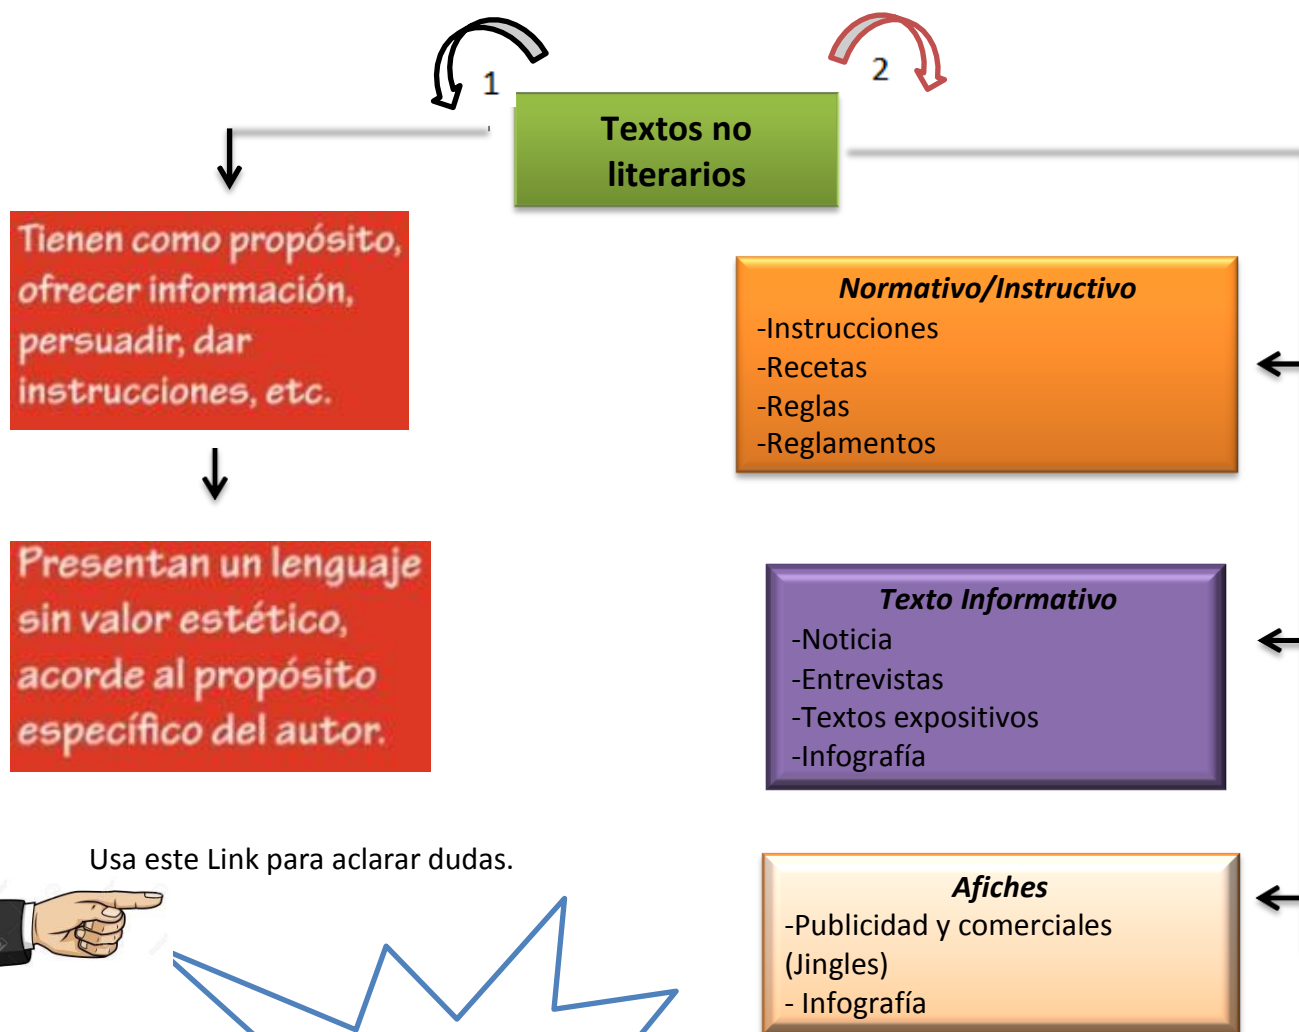 1
2
Textos no
literarios
Tienen como propósito,
ofrecer información,
persuadir, dar
instrucciones, etc.
Presentan un lenguaje
sin valor estético,
acorde al propósito
específico del autor.
Normativo/Instructivo
-Instrucciones
-Recetas
-Reglas
-Reglamentos
Texto Informativo
-Noticia
-Entrevistas
-Textos expositivos
-Infografía
Usa este Link para aclarar dudas.
Afiches
-Publicidad y comerciales
(Jingles)
- Infografía